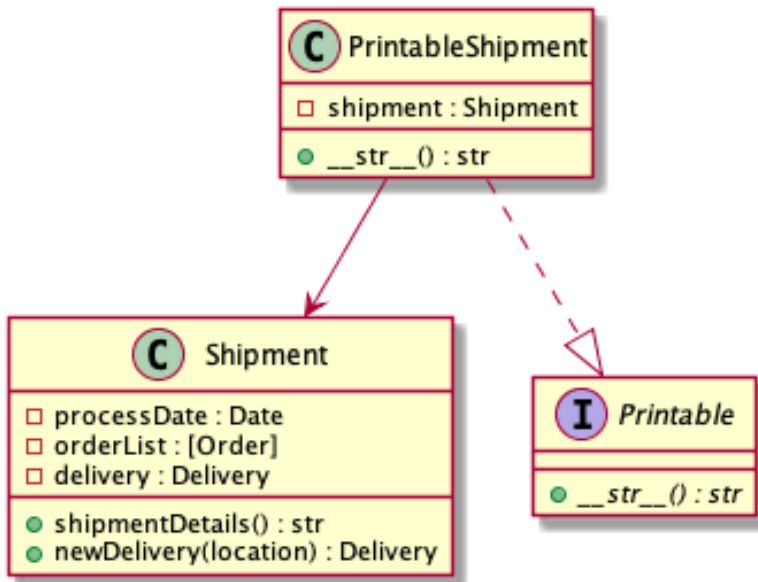 C PrintableShipment
shipment : Shipment
__str__() : str
C Shipment
processDate : Date
orderList : [Order]
delivery : Delivery
shipmentDetails() : str
newDelivery(location) : Delivery
I Printable
__str__() : str